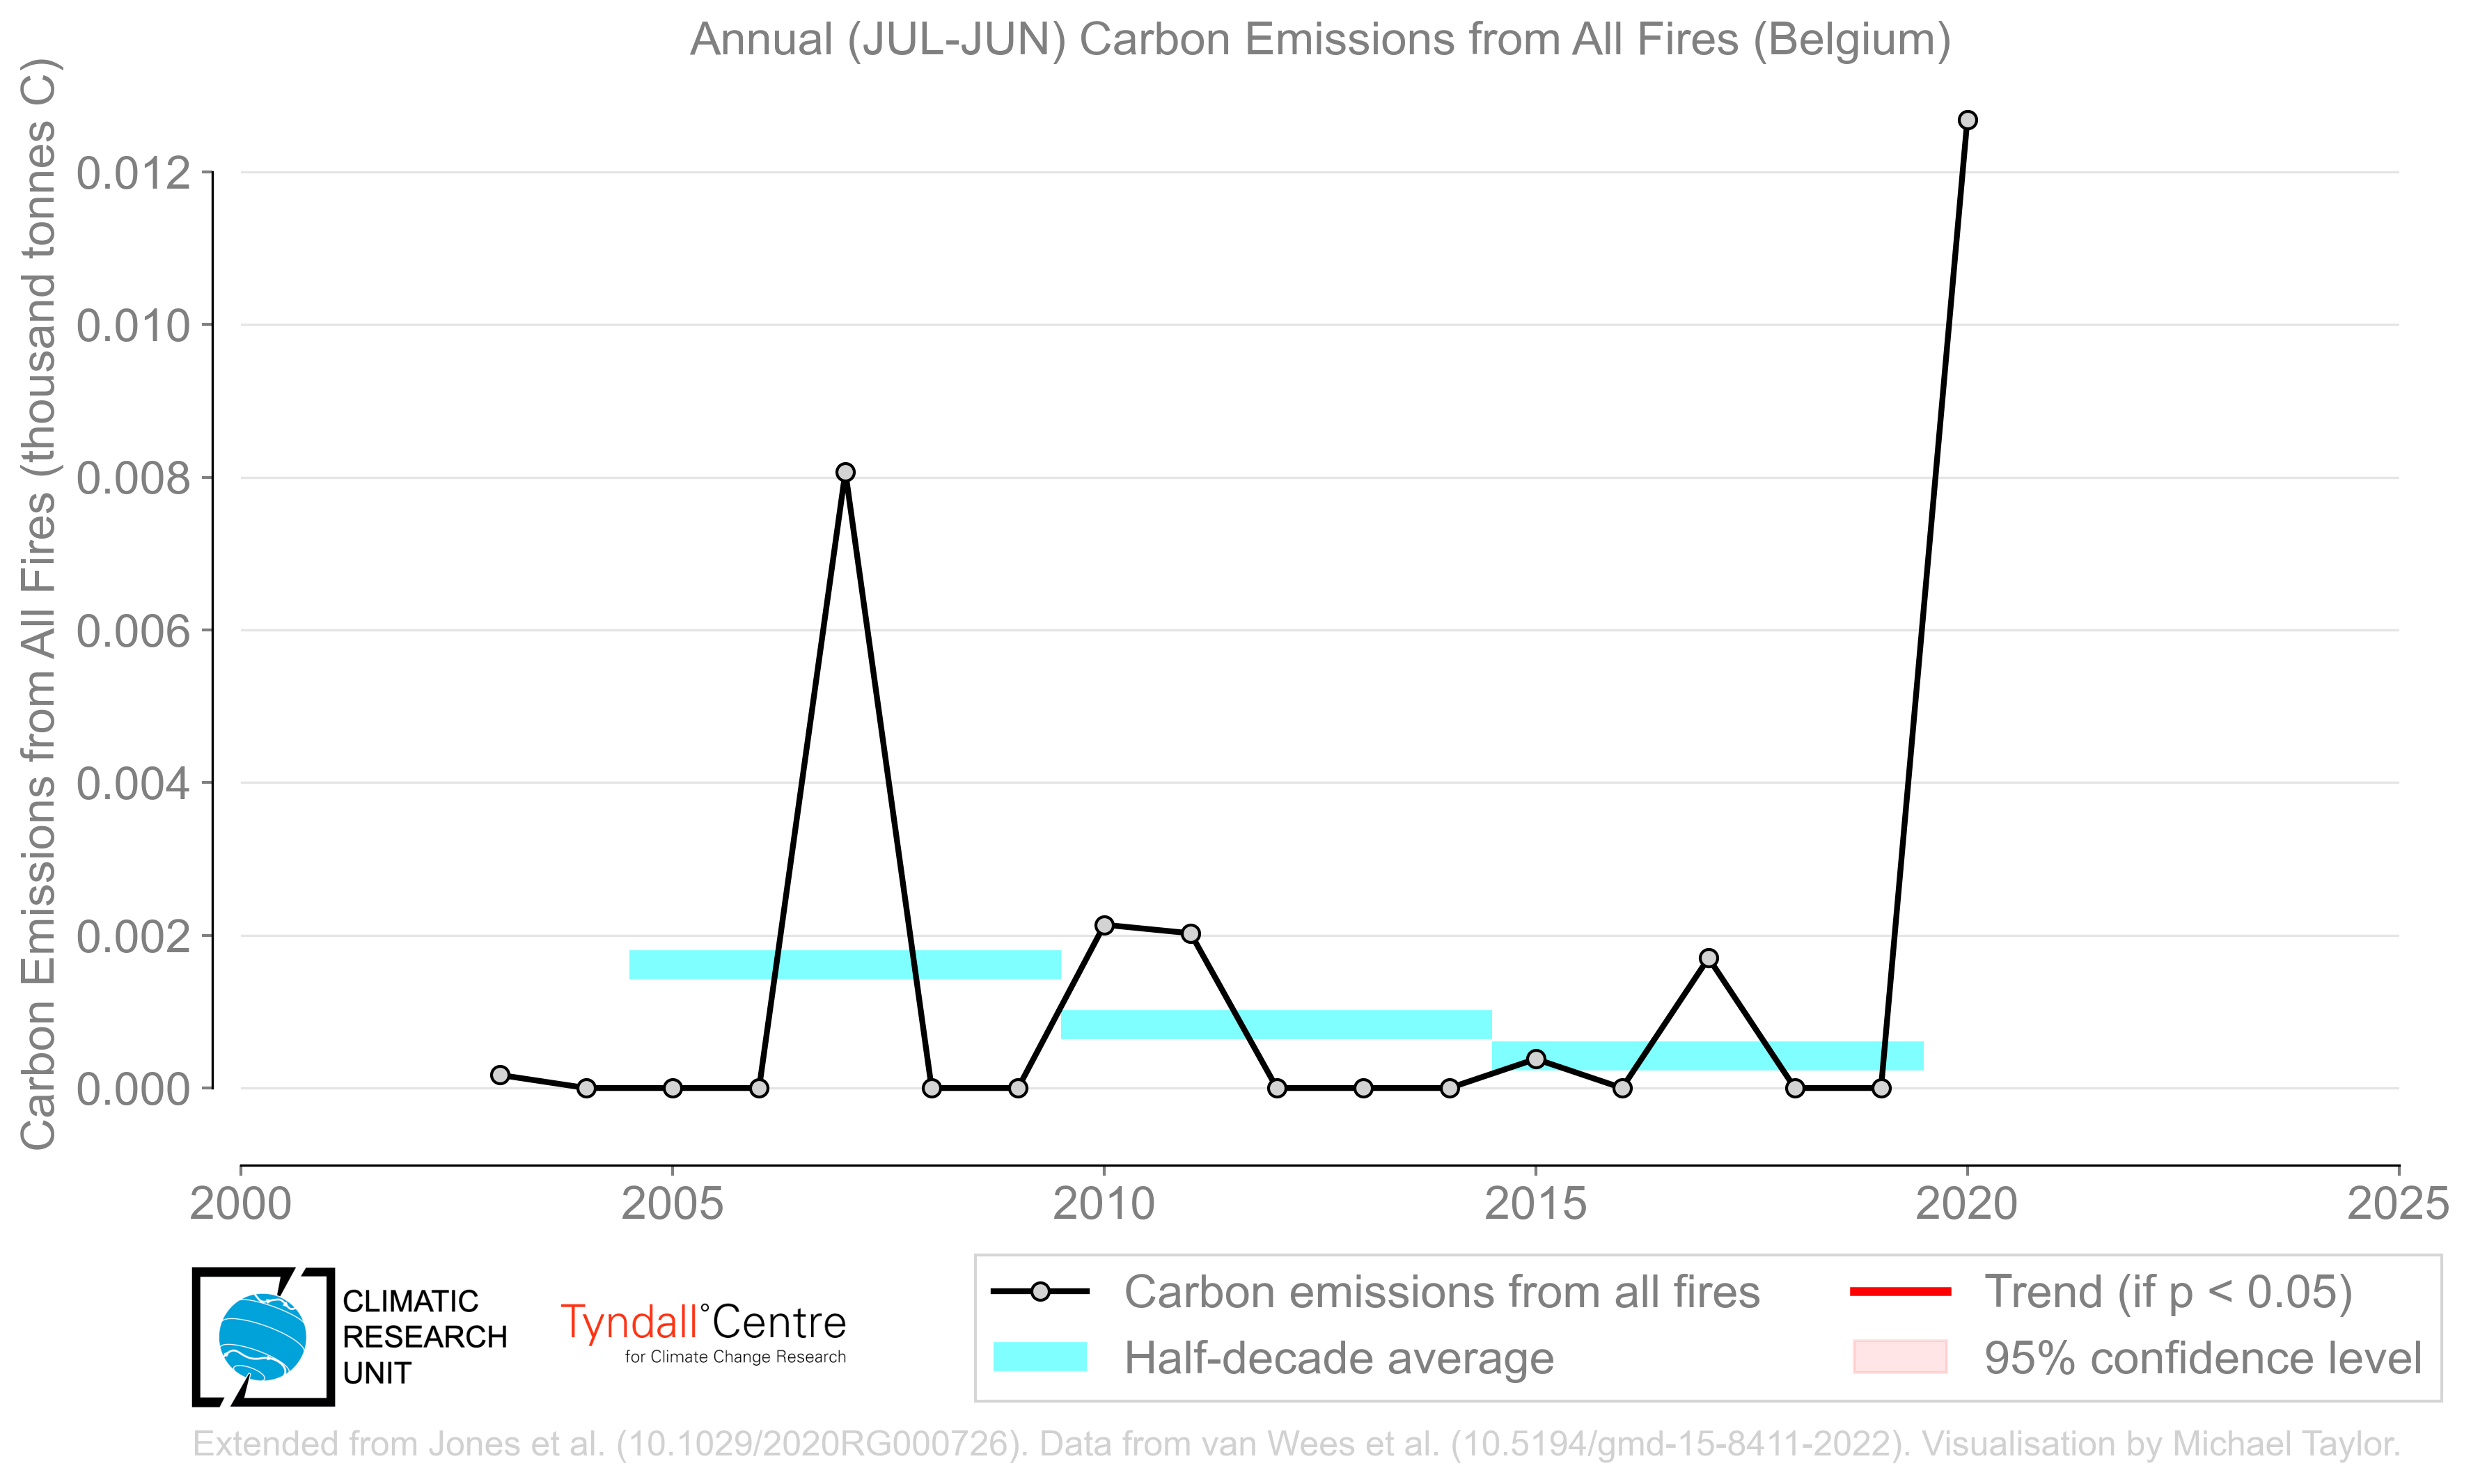 Annual (JUL-JUN) Carbon Emissions from All Fires (Belgium)
Carbon Emissions from All Fires (thousand tonnes C)
0.012
0.010
0.008
0.006
0.004
0.002
0.000
2000 2005 2010 2015 2020 2025
CLIMATIC
RESEARCH
UNIT
Tyndall°Centre
for Climate Change Research
Carbon emissions from all fires
Half-decade average
Trend (if p < 0.05)
95% confidence level
Extended from Jones et al. (10.1029/2020RG000726). Data from van Wees et al. (10.5194/gmd-15-8411-2022). Visualisation by Michael Taylor.